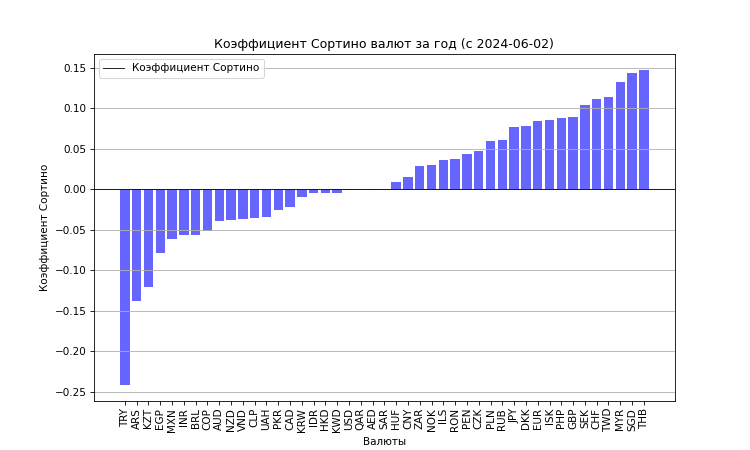 Коэффициент Сортино валют за год (с 2024-06-02)
Коэффициент Сортино
0.15
0.10
0.05
0.00
−0.05
−0.10
−0.15
−0.20
−0.25
Коэффициент Сортино
TRY ARS KZT EGP MXN INR BRL COP AUD NZD VND CLP UAH PKR CAD KRW IDR HKD KWD USD QAR AED SAR HUF CNY ZAR NOK ILS RON PEN CZK PLN RUB JPY DKK EUR ISK PHP GBP SEK CHF TWD MYR SGD THB
Валюты